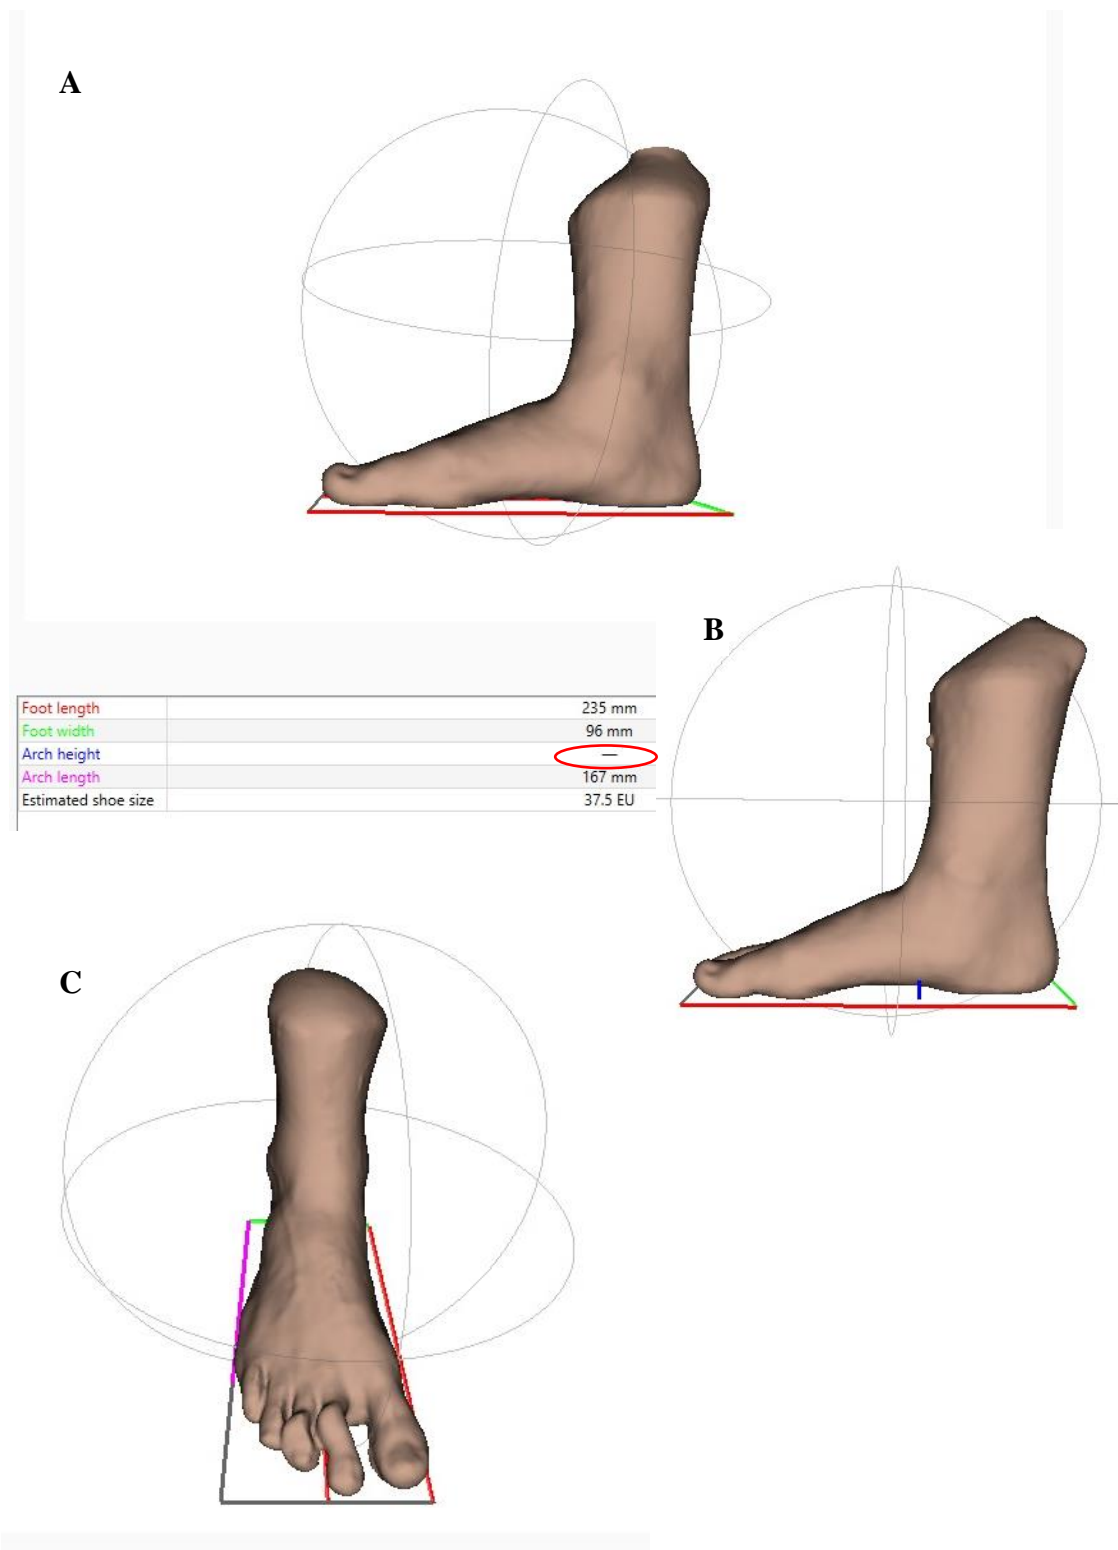 A
B
Foot length 235 mm
Foot width 96 mm
Arch height —
Arch length 167 mm
Estimated shoe size 37.5 EU
C